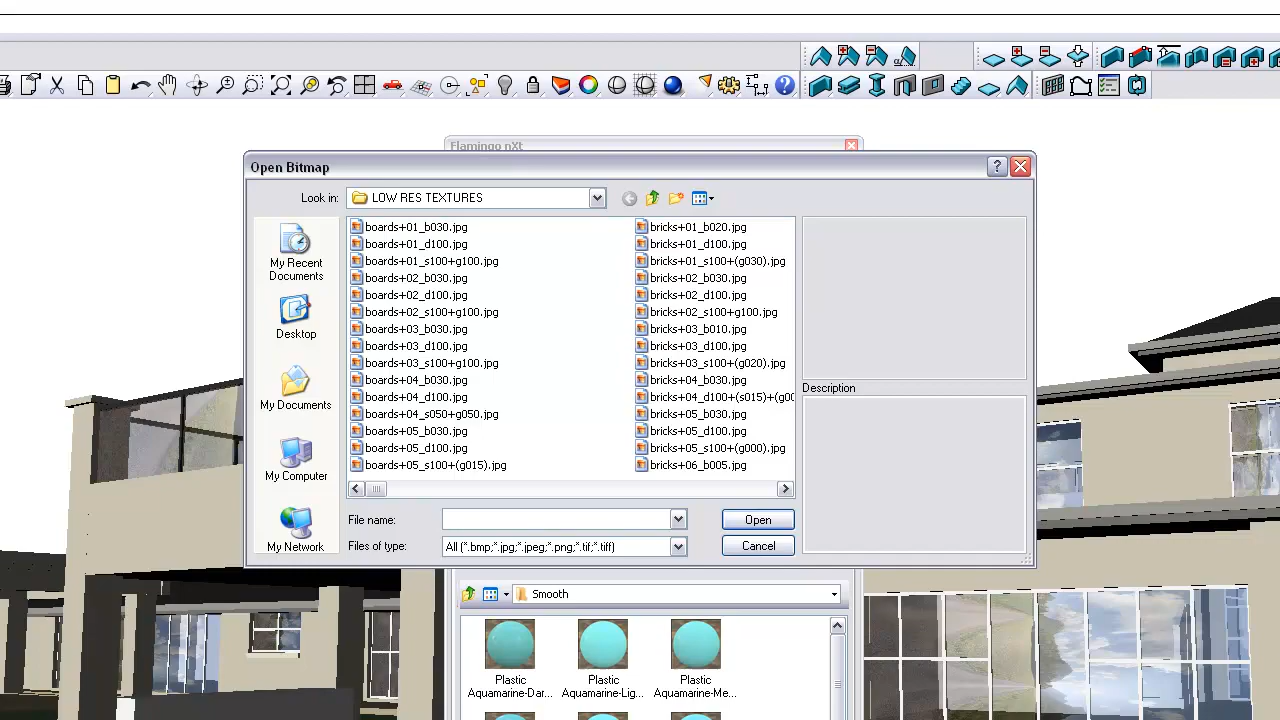 Flamingo nXt
Open Bitmap
Look in:
LOW RES TEXTURES
My Recent
Documents
Desktop
My Documents
My Computer
My Network
boards+01_b030.jpg
boards+01_d100.jpg
boards+01_s100+g100.jpg
boards+02_b030.jpg
boards+02_d100.jpg
boards+02_s100+g100.jpg
boards+03_b030.jpg
boards+03_d100.jpg
boards+03_s100+g100.jpg
boards+04_b030.jpg
boards+04_d100.jpg
boards+04_s050+g050.jpg
boards+05_b030.jpg
boards+05_d100.jpg
boards+05_s100+(g015).jpg
bricks+01_b020.jpg
bricks+01_d100.jpg
bricks+01_s100+(g030).jpg
bricks+02_b030.jpg
bricks+02_d100.jpg
bricks+02_s100+g100.jpg
bricks+03_b010.jpg
bricks+03_d100.jpg
bricks+03_s100+(g020).jpg
bricks+04_b030.jpg
bricks+04_d100+(s015)+(g00
bricks+05_b030.jpg
bricks+05_d100.jpg
bricks+05_s100+(g000).jpg
bricks+06_b005.jpg
Description
File name:
Open
Files of type:
All (*.bmp;*.jpg;*.jpeg;*.png;*.tif;*.tiff)
Cancel
Smooth
Plastic
Aquamarine-Dar...
Plastic
Aquamarine-Lig...
Plastic
Aquamarine-Me...